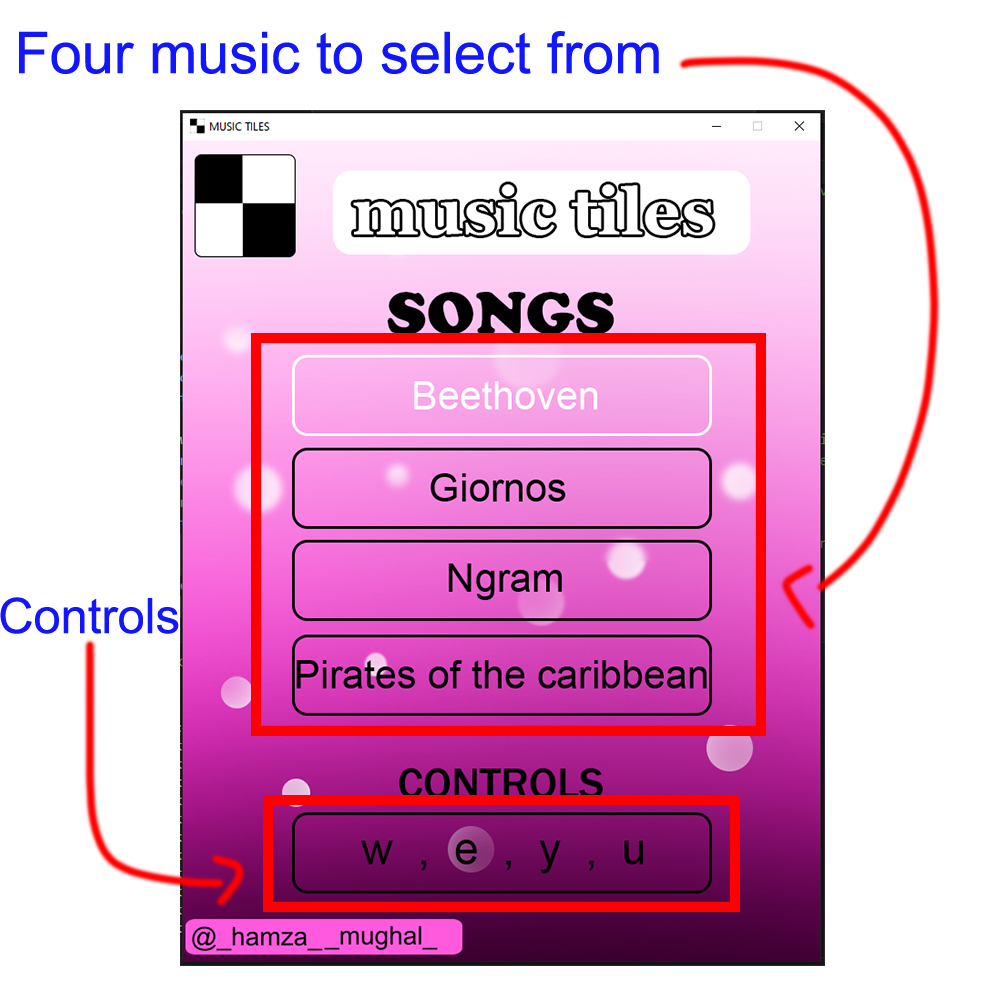 Four music to select from
MUSIC TILES
music tiles
SONGS
Beethoven
Giornos
Ngram
Pirates of the caribbean
Controls
CONTROLS
w , e , y , u
@_hamza__mughal_